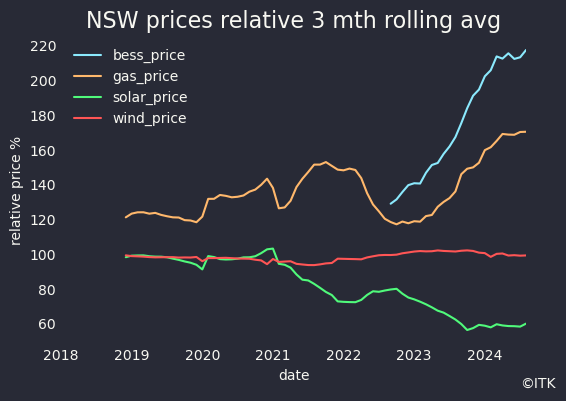 NSW prices relative 3 mth rolling avg
220
200
180
160
140
120
100
80
60
relative price %
bess_price
gas_price
solar_price
wind_price
2018 2019 2020 2021 2022 2023 2024
date
©ITK